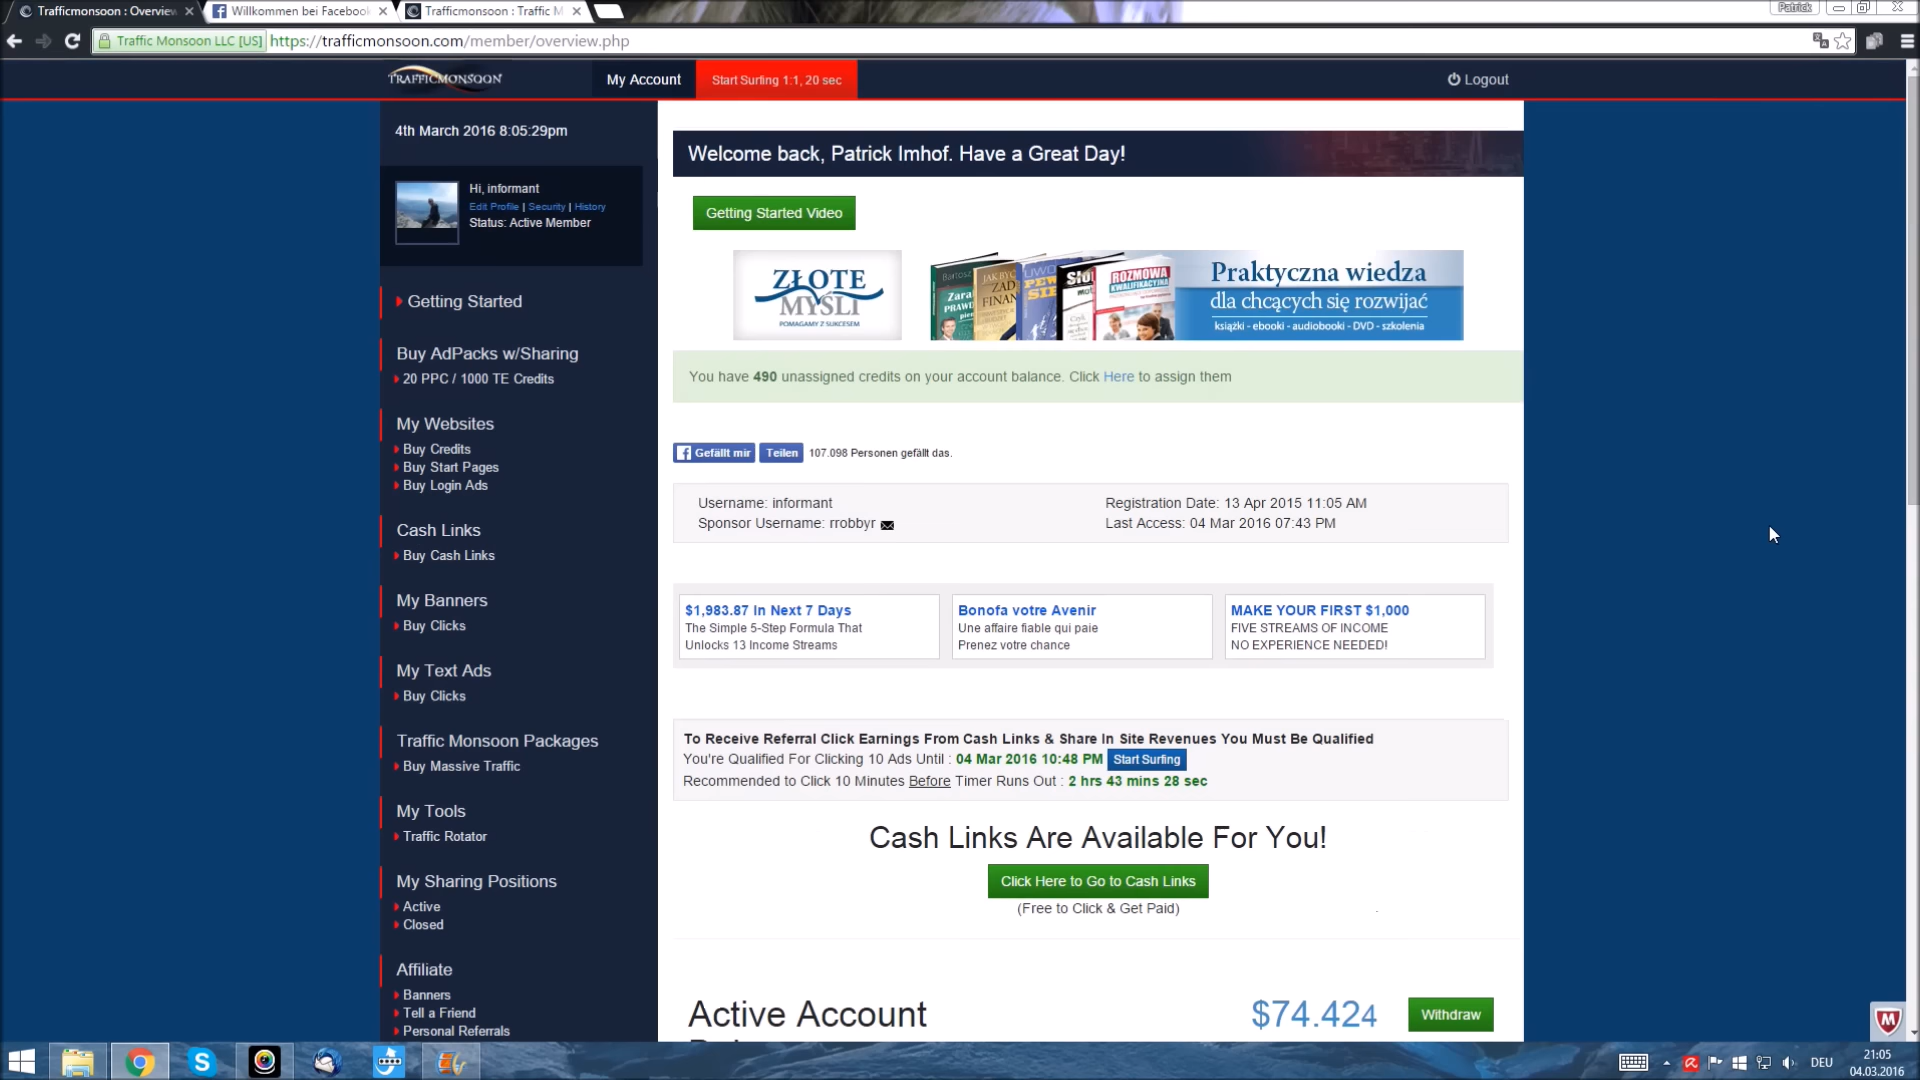 Trafficmonsoon : Overview
Willkommen bei Facebook
Trafficmonsoon : Traffic M
Patrick
Traffic Monsoon LLC [US]
https://trafficmonsoon.com/member/overview.php
TRAFFICMONSOON
My Account
Start Surfing 1:1, 20 sec
Logout
4th March 2016 8:05:29pm
Hi, informant
Edit Profile | Security | History
Status: Active Member
Getting Started
Buy AdPacks w/Sharing
20 PPC / 1000 TE Credits
My Websites
Buy Credits
Buy Start Pages
Buy Login Ads
Cash Links
Buy Cash Links
My Banners
Buy Clicks
My Text Ads
Buy Clicks
Traffic Monsoon Packages
Buy Massive Traffic
My Tools
Traffic Rotator
My Sharing Positions
Active
Closed
Affiliate
Banners
Tell a Friend
Personal Referrals
Welcome back, Patrick Imhof. Have a Great Day!
Getting Started Video
ZŁOTE
MYŚLI
POMAGAMY Z SUKCESEM
Bartosz
ROZMOWA
KWALIFIKACYJNA
Praktyczna wiedza
dla chcących się rozwijać
książki - ebooki - audiobooki - DVD - szkolenia
You have 490 unassigned credits on your account balance. Click Here to assign them
Gefällt mir
Teilen
107.098 Personen gefällt das.
Username: informant
Registration Date: 13 Apr 2015 11:05 AM
Sponsor Username: rrobbyr
Last Access: 04 Mar 2016 07:43 PM
$1,983.87 In Next 7 Days
The Simple 5-Step Formula That
Unlocks 13 Income Streams
Bonofa votre Avenir
Une affaire fiable qui paie
Prenez votre chance
MAKE YOUR FIRST $1,000
FIVE STREAMS OF INCOME
NO EXPERIENCE NEEDED!
To Receive Referral Click Earnings From Cash Links & Share In Site Revenues You Must Be Qualified
You're Qualified For Clicking 10 Ads Until : 04 Mar 2016 10:48 PM Start Surfing
Recommended to Click 10 Minutes Before Timer Runs Out : 2 hrs 43 mins 28 sec
Cash Links Are Available For You!
Click Here to Go to Cash Links
(Free to Click & Get Paid)
Active Account
$74.424
Withdraw
DEU
21:05
04.03.2016